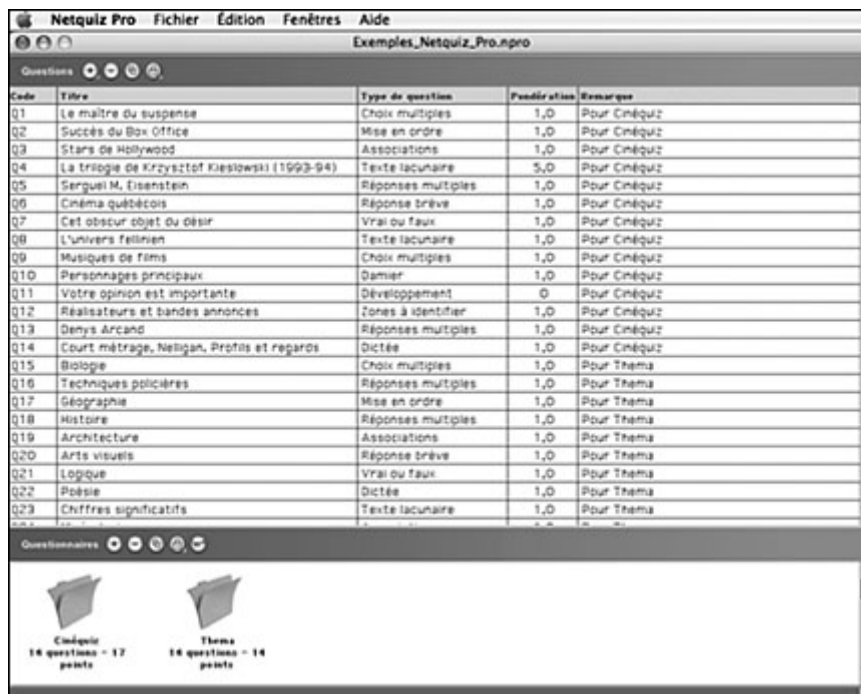 Netquiz Pro Fichier Édition Fenêtres Aide
Exemples_Netquiz_Pro.npro
Questions
Code Titre Type de question Pondération Remarque
Q1 Le maître du suspense Choix multiples 1,0 Pour Cinéquiz
Q2 Succès du Box Office Mise en ordre 1,0 Pour Cinéquiz
Q3 Stars de Hollywood Associations 1,0 Pour Cinéquiz
Q4 La trilogie de Krzysztof Kieslowski (1993-94) Texte lacunaire 5,0 Pour Cinéquiz
Q5 Serguei M. Eisenstein Réponses multiples 1,0 Pour Cinéquiz
Q6 Cinéma québécois Réponse brève 1,0 Pour Cinéquiz
Q7 Cet obscur objet du désir Vrai ou faux 1,0 Pour Cinéquiz
Q8 L'univers fellinien Texte lacunaire 1,0 Pour Cinéquiz
Q9 Musiques de films Choix multiples 1,0 Pour Cinéquiz
Q10 Personnages principaux Damier 1,0 Pour Cinéquiz
Q11 Votre opinion est importante Développement 0 Pour Cinéquiz
Q12 Réalisateurs et bandes annonces Zones à identifier 1,0 Pour Cinéquiz
Q13 Denys Arcand Réponses multiples 1,0 Pour Cinéquiz
Q14 Court métrage, Nelligan, Profils et regards Dictée 1,0 Pour Cinéquiz
Q15 Biologie Choix multiples 1,0 Pour Thema
Q16 Techniques policières Réponses multiples 1,0 Pour Thema
Q17 Géographie Mise en ordre 1,0 Pour Thema
Q18 Histoire Réponses multiples 1,0 Pour Thema
Q19 Architecture Associations 1,0 Pour Thema
Q20 Arts visuels Réponse brève 1,0 Pour Thema
Q21 Logique Vrai ou faux 1,0 Pour Thema
Q22 Poésie Dictée 1,0 Pour Thema
Q23 Chiffres significatifs Texte lacunaire 1,0 Pour Thema
Questionnaires
Cinéquiz Thema
14 questions - 17 14 questions - 14
points points